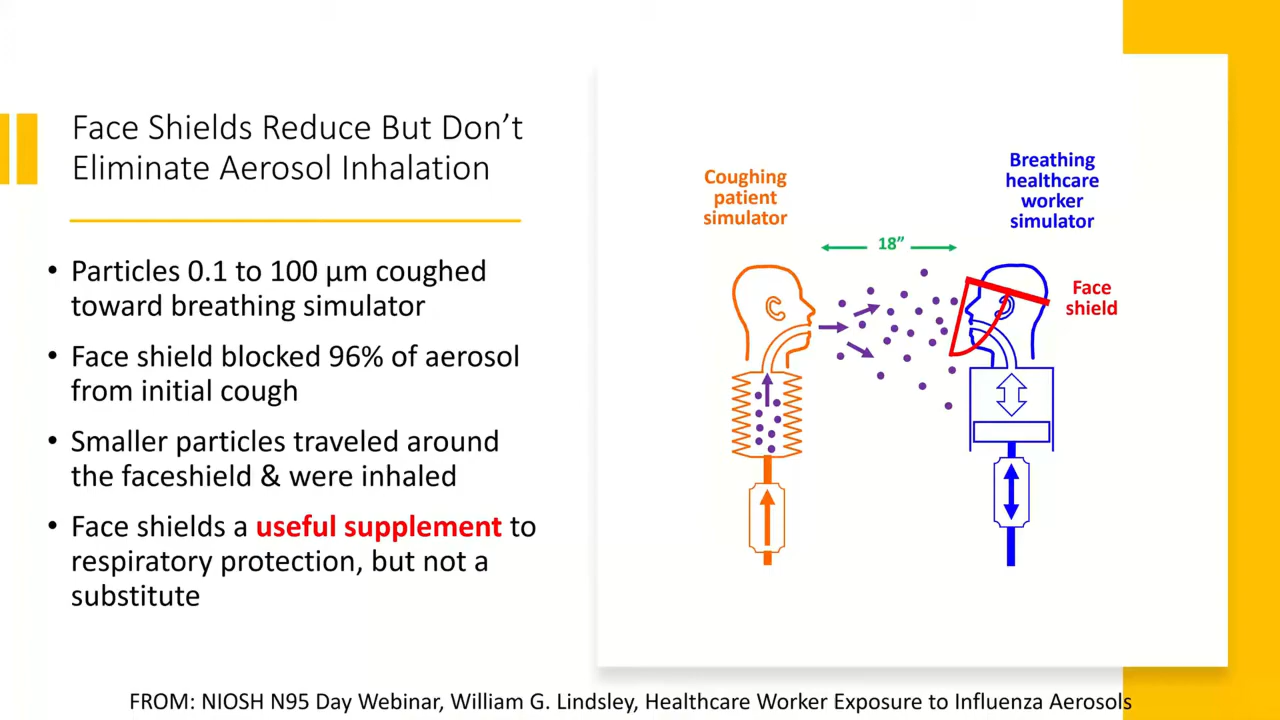 Face Shields Reduce But Don’t
Eliminate Aerosol Inhalation
• Particles 0.1 to 100 µm coughed
toward breathing simulator
• Face shield blocked 96% of aerosol
from initial cough
• Smaller particles traveled around
the faceshield & were inhaled
• Face shields a useful supplement to
respiratory protection, but not a
substitute
Coughing
patient
simulator
18”
Breathing
healthcare
worker
simulator
Face
shield
FROM: NIOSH N95 Day Webinar, William G. Lindsley, Healthcare Worker Exposure to Influenza Aerosols